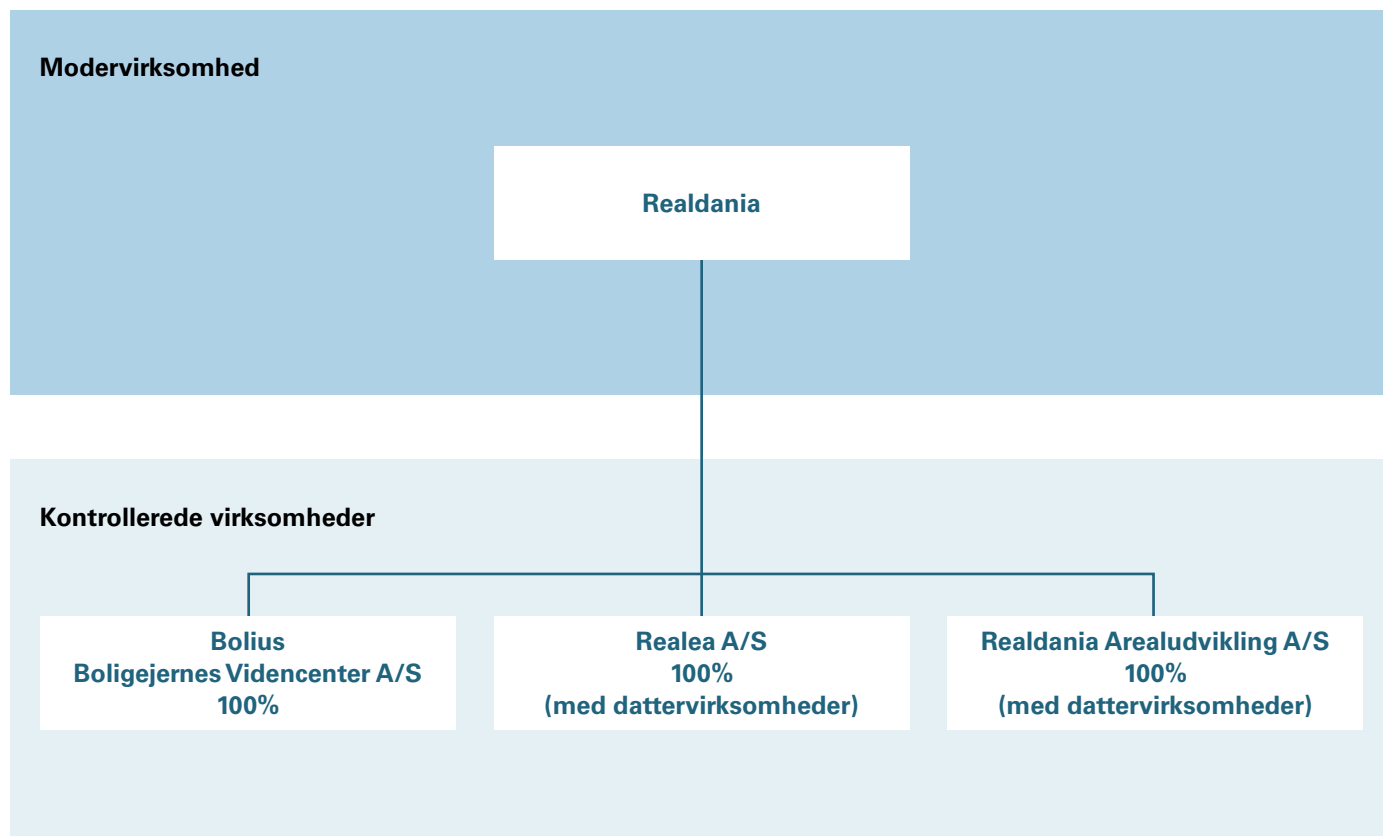 Modervirksomhed
Realdania
Kontrollerede virksomheder
Bolius
Boligejernes Videncenter A/S
100%
Realea A/S
100%
(med dattervirksomheder)
Realdania Arealudvikling A/S
100%
(med dattervirksomheder)